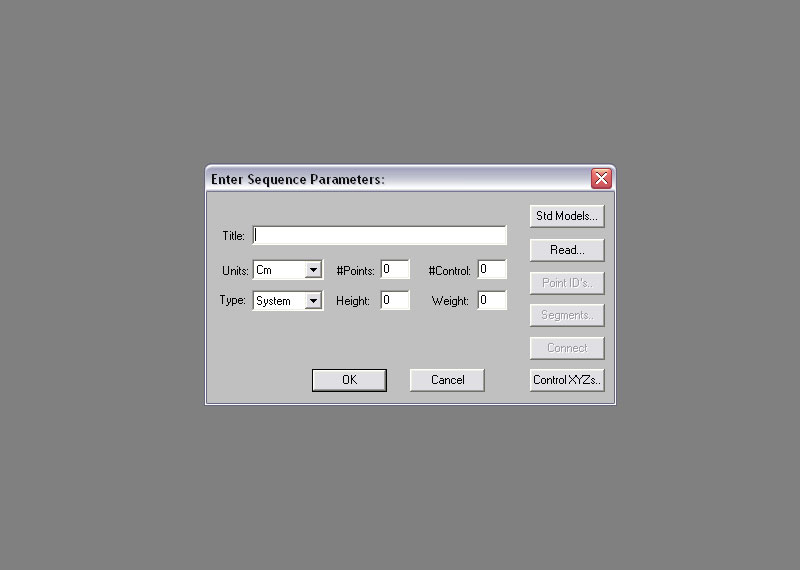 Enter Sequence Parameters:
Std Models...
Title:
Read...
Units: Cm #Points: 0 #Control: 0
Point ID's..
Type: System Height: 0 Weight: 0
Segments..
Connect
OK Cancel Control XYZs..